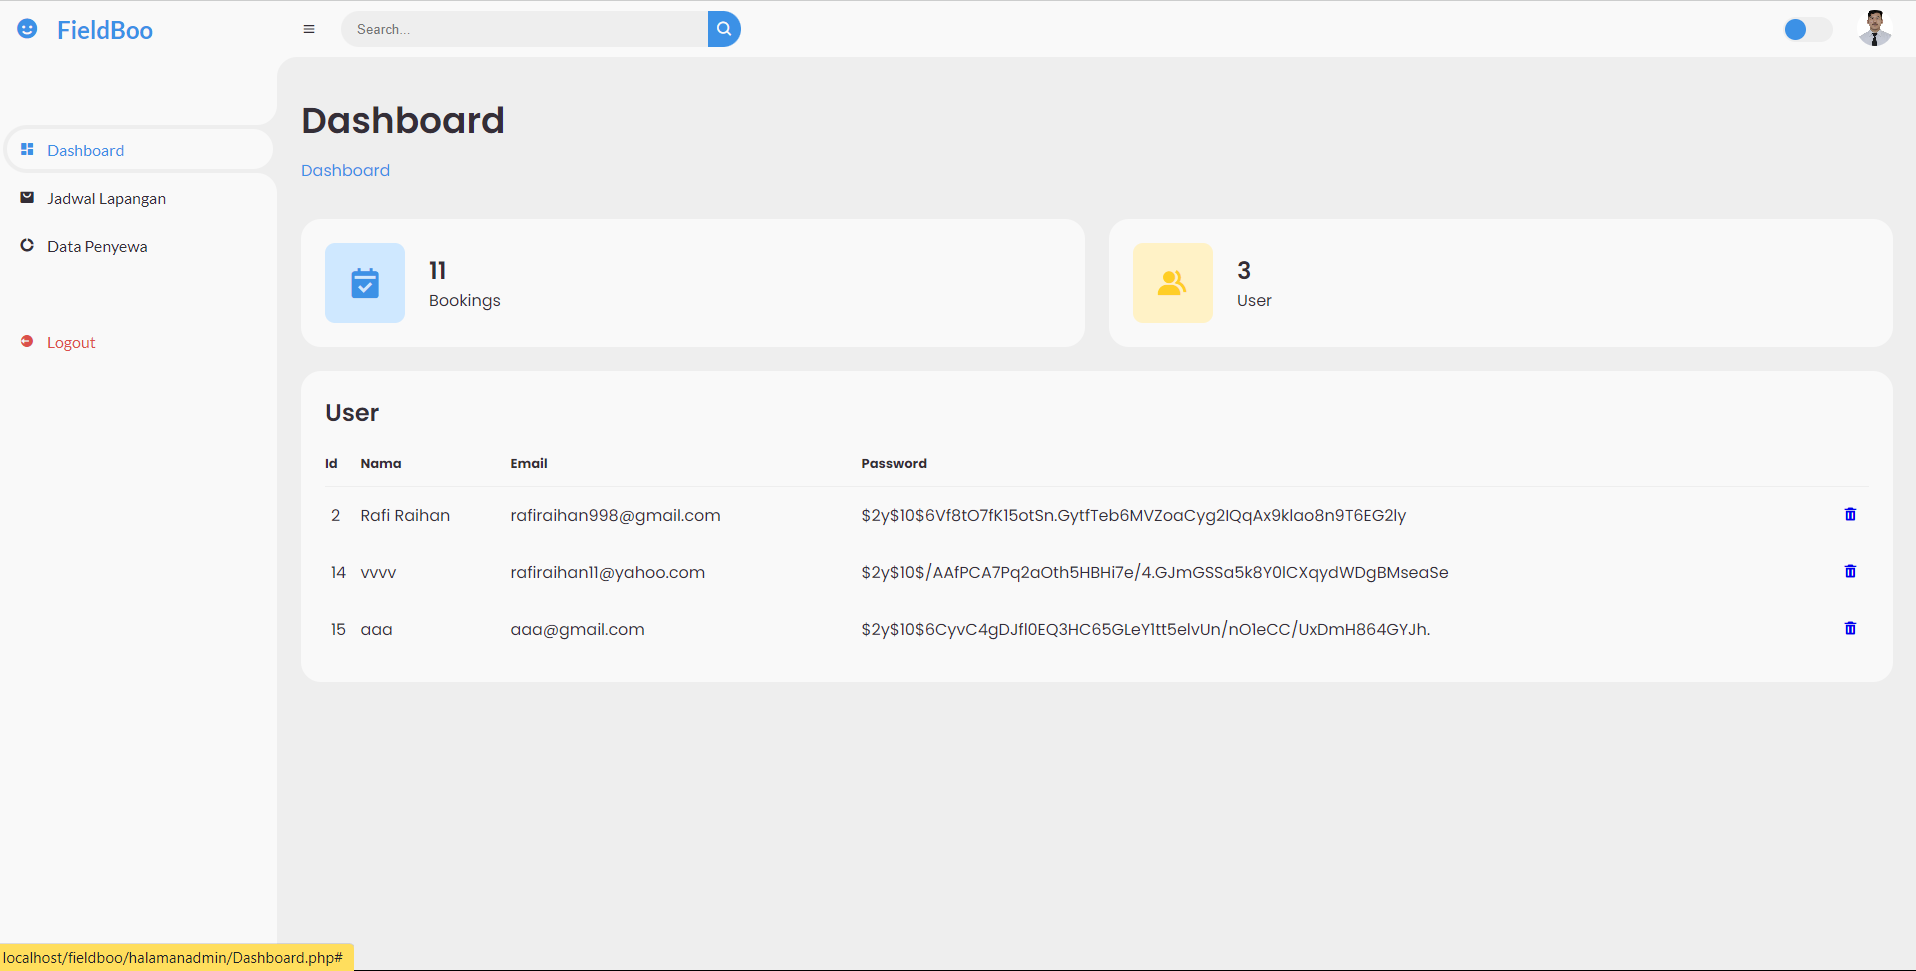 FieldBoo
Search...
Dashboard
Jadwal Lapangan
Data Penyewa
Logout
Dashboard
Dashboard
11
Bookings
3
User
User
Id Nama Email Password
2 Rafi Raihan rafiraihan998@gmail.com $2y$10$6Vf8tO7fK15otSn.GytfTeb6MVZoaCyg2IQqAx9klao8n9T6EG2ly
14 vvvv rafiraihan11@yahoo.com $2y$10$/AAfPCA7Pq2aOth5HBHi7e/4.GJmGSSa5k8Y0lCXqydWDgBMseaSe
15 aaa aaa@gmail.com $2y$10$6CyvC4gDJfl0EQ3HC65GLeY1tt5elvUn/nO1eCC/UxDmH864GYJh.
localhost/fieldboo/halamanadmin/Dashboard.php#